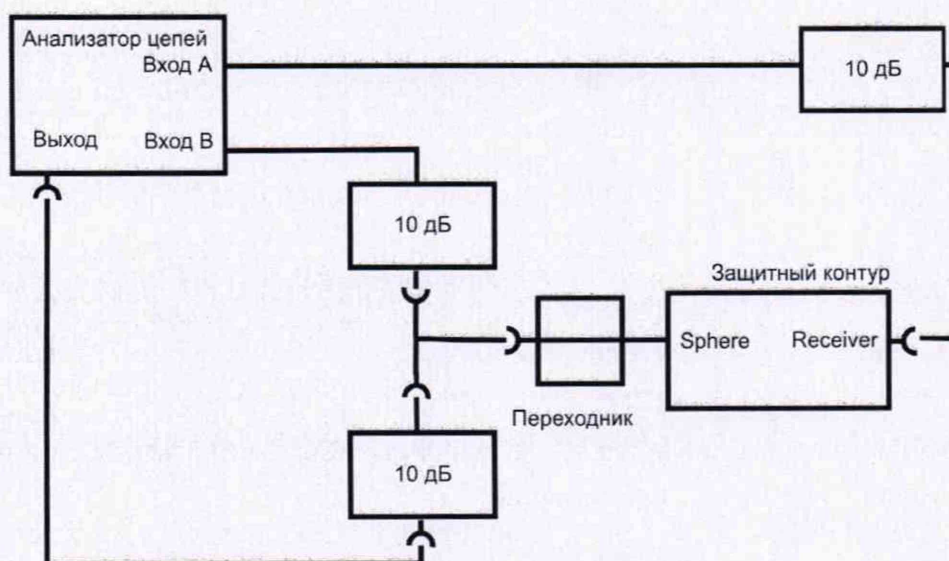 Анализатор цепей
Вход А
10 дБ
Выход
Вход В
10 дБ
Защитный контур
Sphere
Receiver
Переходник
10 дБ